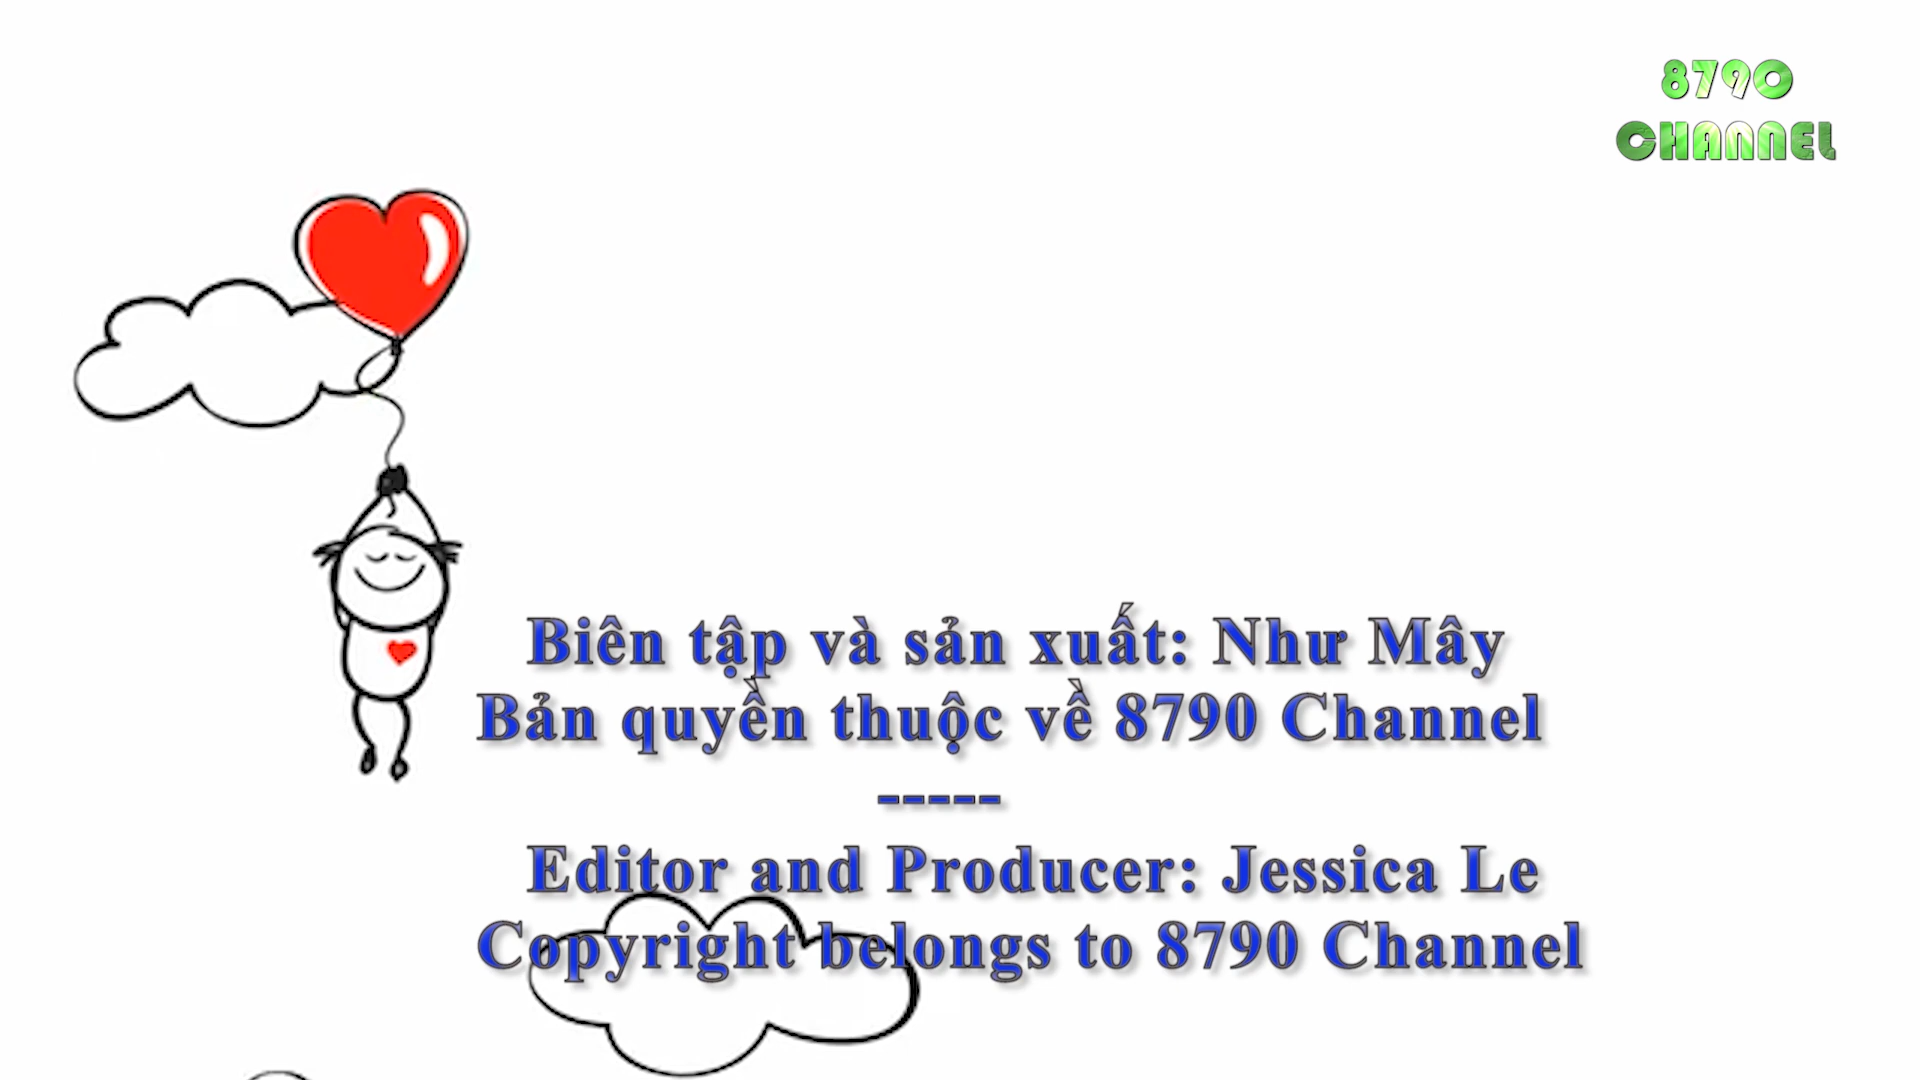 8790
CHANNEL
Biên tập và sản xuất: Như Mây
Bản quyền thuộc về 8790 Channel
-----
Editor and Producer: Jessica Le
Copyright belongs to 8790 Channel